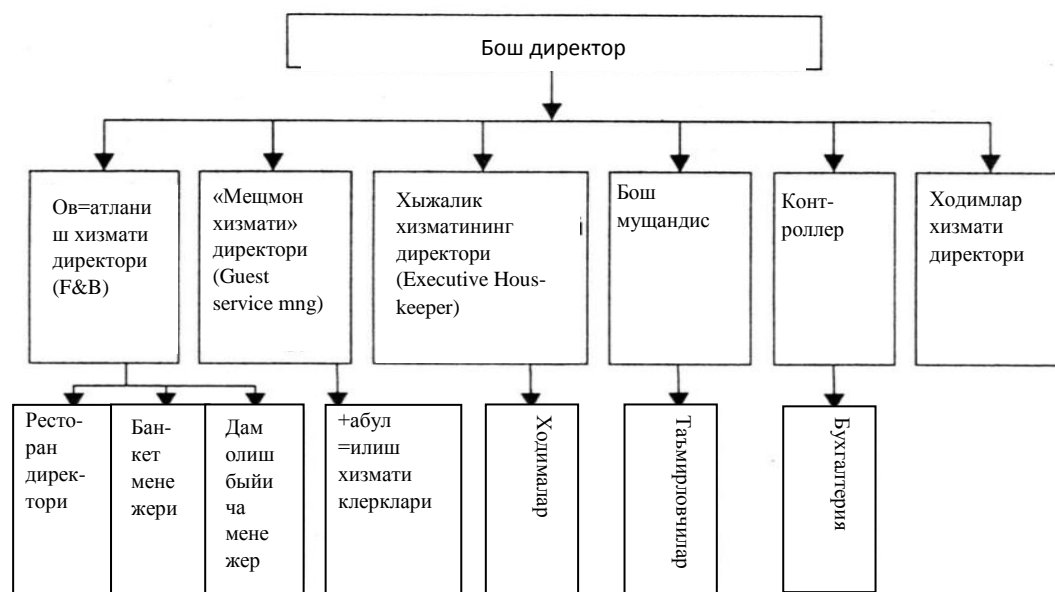 Бош директор
Ов=атлани
ш хизмати
директори
(F&B)
«Мещмон
хизмати»
директори
(Guest
service mng)
Хыжалик
хизматининг
директори
(Executive Hous-
keeper)
Бош
мущандис
Конт-
роллер
Ходимлар
хизмати
директори
Ресто-
ран
дирек-
тори
Бан-
кет
мене
жери
Дам
олиш
быйи
ча
мене
жер
+абул
=илиш
хизмати
клерклари
Ходималар
Таъмирловчилар
Бухгалтерия